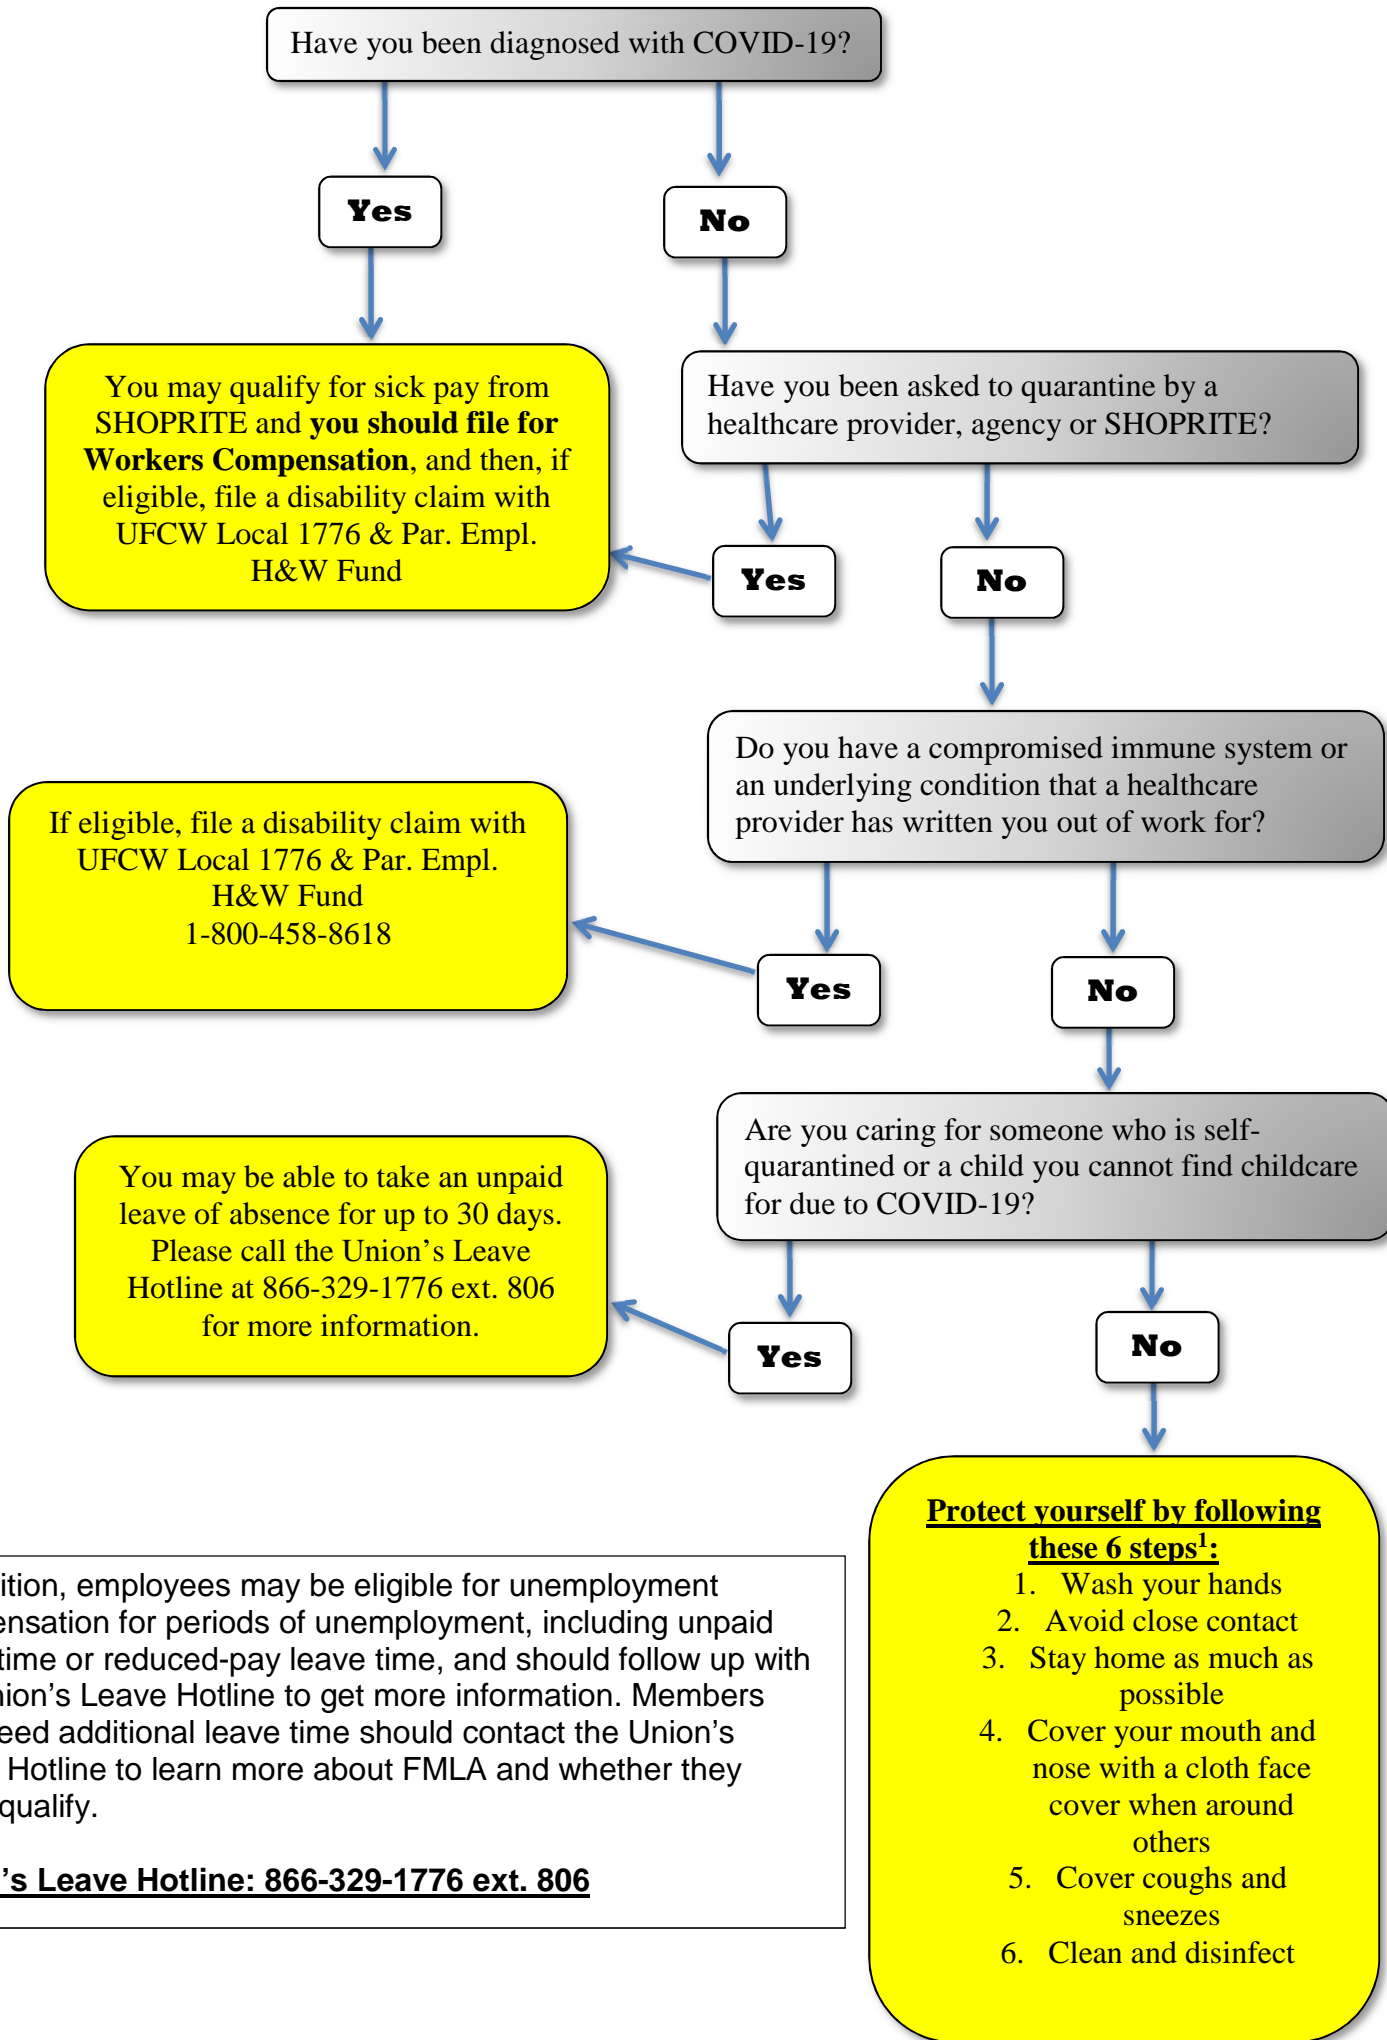 Have you been diagnosed with COVID-19?
Yes
No
You may qualify for sick pay from
SHOPRITE and you should file for
Workers Compensation, and then, if
eligible, file a disability claim with
UFCW Local 1776 & Par. Empl.
H&W Fund
Have you been asked to quarantine by a
healthcare provider, agency or SHOPRITE?
Yes
No
Do you have a compromised immune system or
an underlying condition that a healthcare
provider has written you out of work for?
If eligible, file a disability claim with
UFCW Local 1776 & Par. Empl.
H&W Fund
1-800-458-8618
Yes
No
Are you caring for someone who is self-
quarantined or a child you cannot find childcare
for due to COVID-19?
You may be able to take an unpaid
leave of absence for up to 30 days.
Please call the Union’s Leave
Hotline at 866-329-1776 ext. 806
for more information.
Yes
No
Protect yourself by following
these 6 steps¹:
1. Wash your hands
2. Avoid close contact
3. Stay home as much as
possible
4. Cover your mouth and
nose with a cloth face
cover when around
others
5. Cover coughs and
sneezes
6. Clean and disinfect
ition, employees may be eligible for unemployment
ensation for periods of unemployment, including unpaid
time or reduced-pay leave time, and should follow up with
nion’s Leave Hotline to get more information. Members
eed additional leave time should contact the Union’s
Hotline to learn more about FMLA and whether they
qualify.
’s Leave Hotline: 866-329-1776 ext. 806